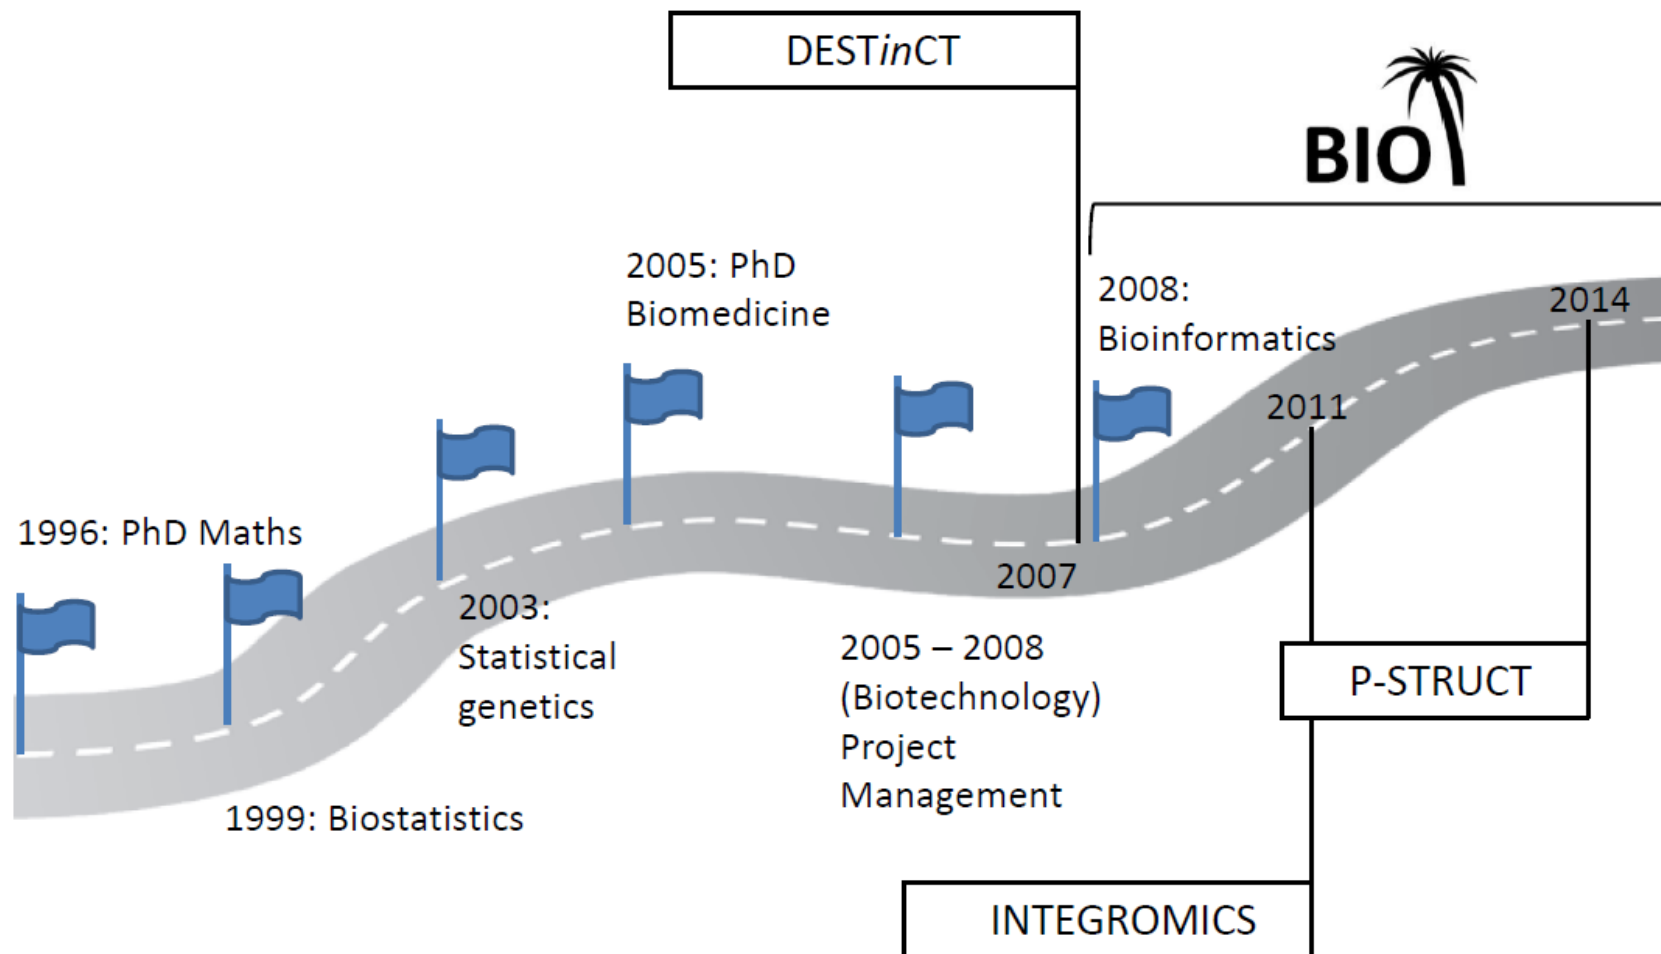 DESTinCT
BIO
2005: PhD
Biomedicine
2008:
Bioinformatics
2014
2011
1996: PhD Maths
2007
2003:
Statistical
genetics
2005 – 2008
(Biotechnology)
Project
Management
P-STRUCT
1999: Biostatistics
INTEGROMICS